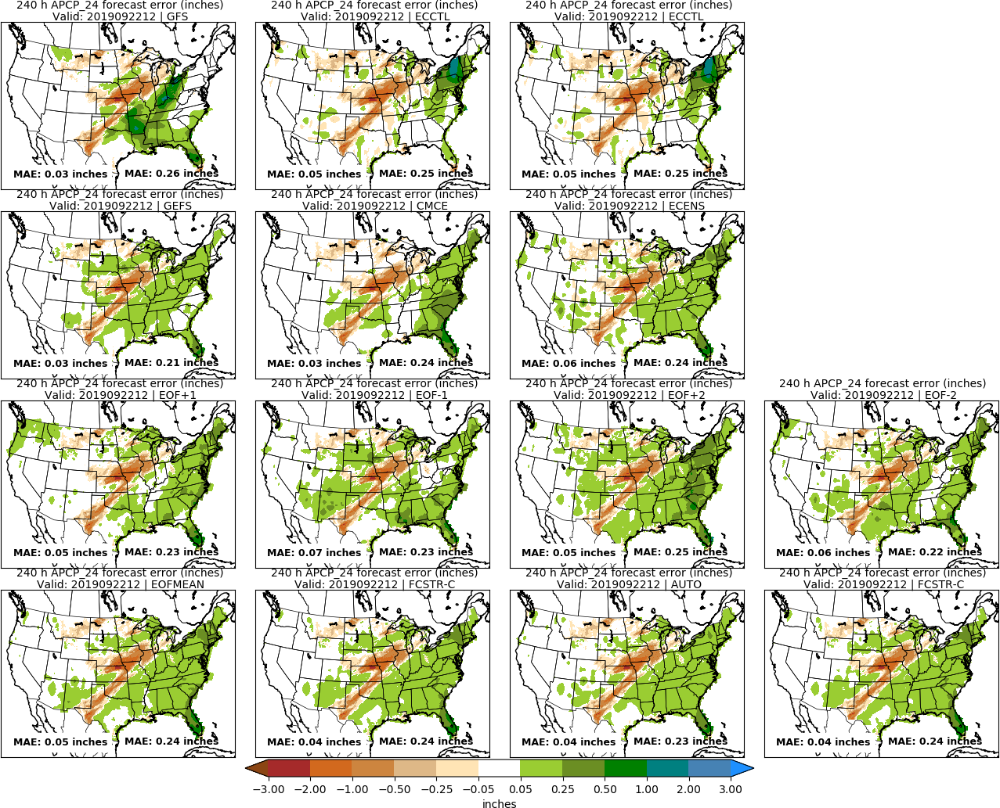 240 h APCP_24 forecast error (inches)
Valid: 2019092212 | GFS
MAE: 0.03 inches
MAE: 0.26 inches
240 h APCP_24 forecast error (inches)
Valid: 2019092212 | ECCTL
MAE: 0.05 inches
MAE: 0.25 inches
240 h APCP_24 forecast error (inches)
Valid: 2019092212 | ECCTL
MAE: 0.05 inches
MAE: 0.25 inches
240 h APCP_24 forecast error (inches)
Valid: 2019092212 | GEFS
MAE: 0.03 inches
MAE: 0.21 inches
240 h APCP_24 forecast error (inches)
Valid: 2019092212 | CMCE
MAE: 0.03 inches
MAE: 0.24 inches
240 h APCP_24 forecast error (inches)
Valid: 2019092212 | ECENS
MAE: 0.06 inches
MAE: 0.24 inches
240 h APCP_24 forecast error (inches)
Valid: 2019092212 | EOF+1
MAE: 0.05 inches
MAE: 0.23 inches
240 h APCP_24 forecast error (inches)
Valid: 2019092212 | EOF-1
MAE: 0.07 inches
MAE: 0.23 inches
240 h APCP_24 forecast error (inches)
Valid: 2019092212 | EOF+2
MAE: 0.05 inches
MAE: 0.25 inches
240 h APCP_24 forecast error (inches)
Valid: 2019092212 | EOF-2
MAE: 0.06 inches
MAE: 0.22 inches
240 h APCP_24 forecast error (inches)
Valid: 2019092212 | EOFMEAN
MAE: 0.05 inches
MAE: 0.24 inches
240 h APCP_24 forecast error (inches)
Valid: 2019092212 | FCSTR-C
MAE: 0.04 inches
MAE: 0.24 inches
240 h APCP_24 forecast error (inches)
Valid: 2019092212 | AUTO
MAE: 0.04 inches
MAE: 0.23 inches
240 h APCP_24 forecast error (inches)
Valid: 2019092212 | FCSTR-C
MAE: 0.04 inches
MAE: 0.24 inches
−3.00 −2.00 −1.00 −0.50 −0.25 −0.05 0.05 0.25 0.50 1.00 2.00 3.00
inches